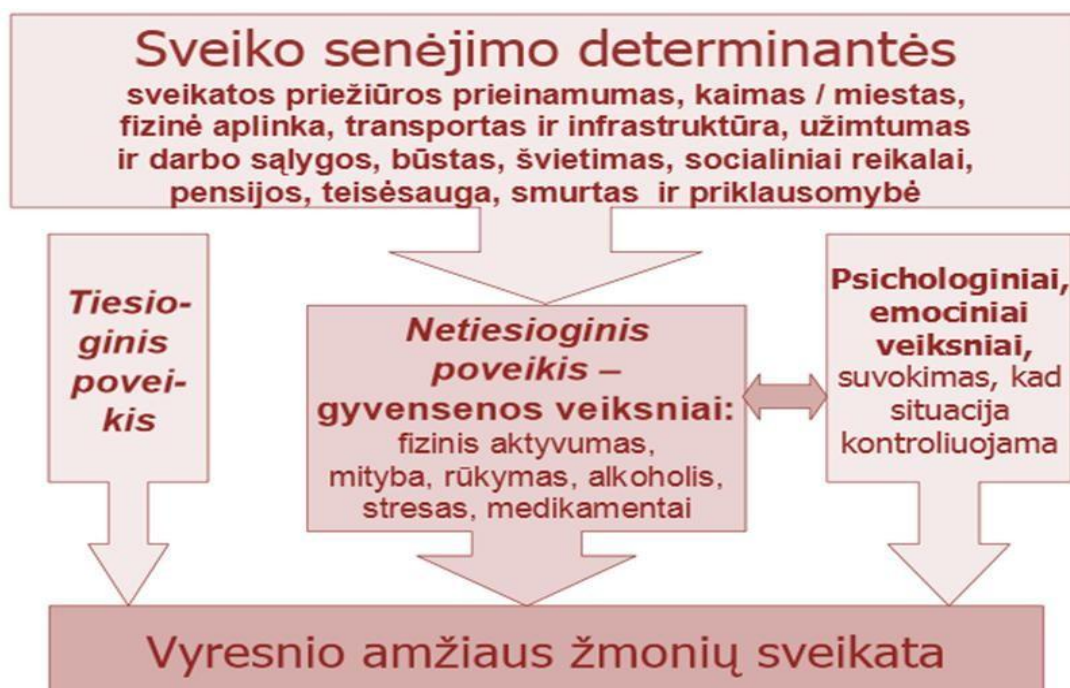 Sveiko senėjimo determinantės
sveikatos priežiūros prieinamumas, kaimas / miestas,
fizinė aplinka, transportas ir infrastruktūra, užimtumas
ir darbo sąlygos, būstas, švietimas, socialiniai reikalai,
pensijos, teisėsauga, smurtas ir priklausomybė
Tiesio-
ginis
povei-
kis
Netiesioginis
poveikis –
gyvensenos veiksniai:
fizinis aktyvumas,
mityba, rūkymas, alkoholis,
stresas, medikamentai
Psichologiniai,
emociniai
veiksniai,
suvokimas, kad
situacija
kontroliuojama
Vyresnio amžiaus žmonių sveikata